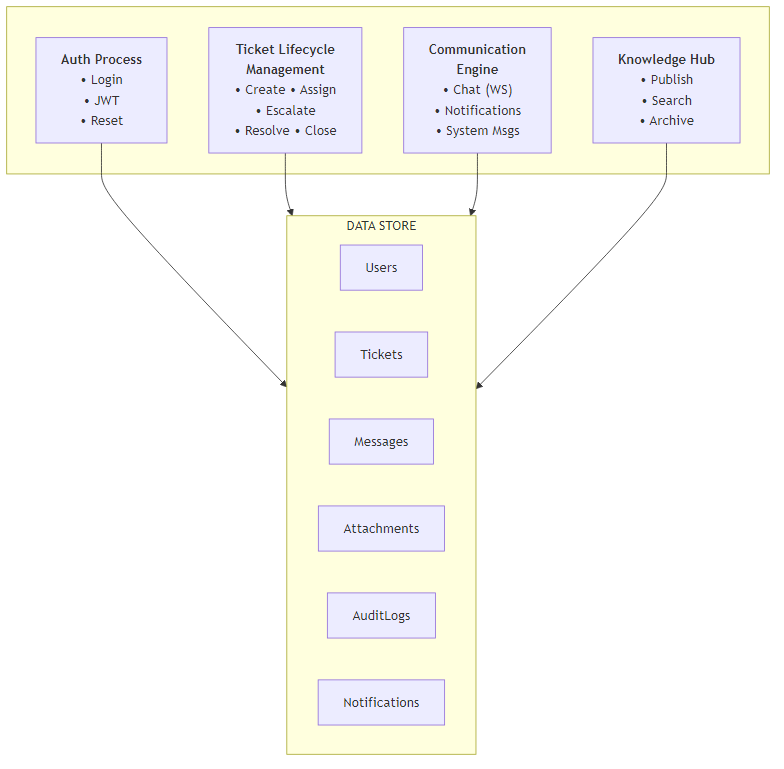 Auth Process
• Login
• JWT
• Reset
Ticket Lifecycle
Management
• Create • Assign
• Escalate
• Resolve • Close
Communication
Engine
• Chat (WS)
• Notifications
• System Msgs
Knowledge Hub
• Publish
• Search
• Archive
DATA STORE
Users
Tickets
Messages
Attachments
AuditLogs
Notifications